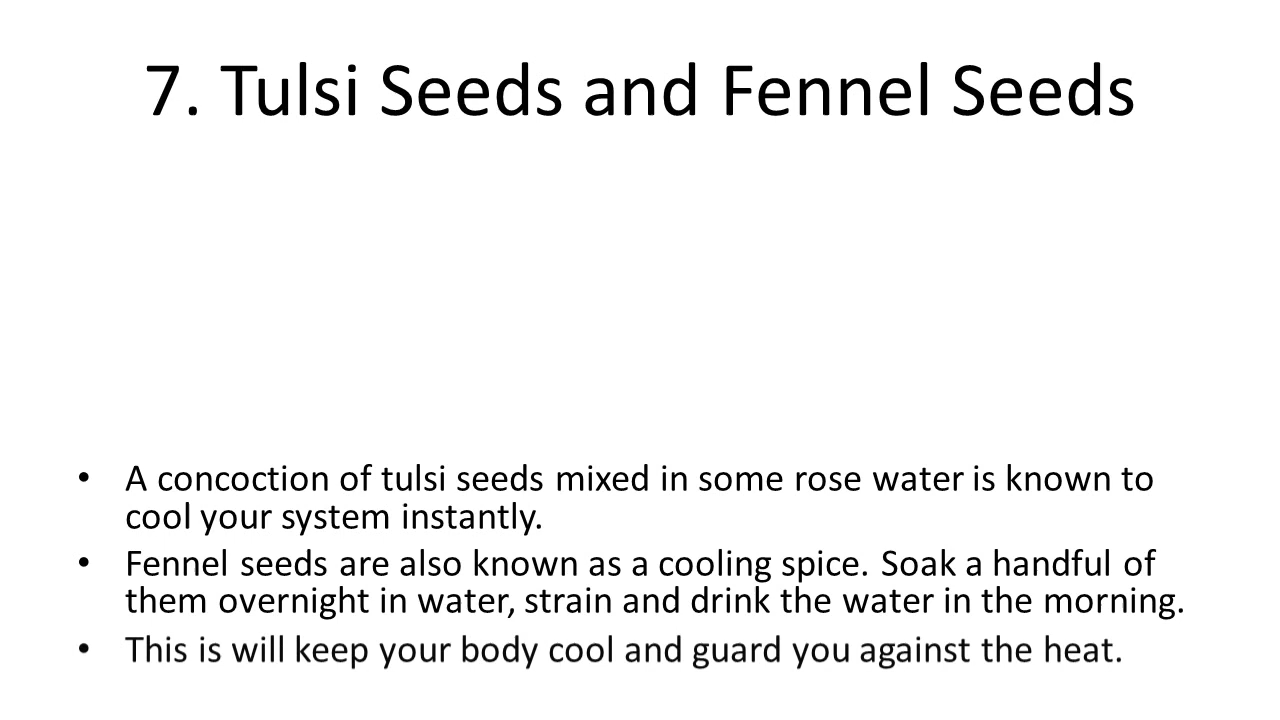 7. Tulsi Seeds and Fennel Seeds
• A concoction of tulsi seeds mixed in some rose water is known to
cool your system instantly.
• Fennel seeds are also known as a cooling spice. Soak a handful of
them overnight in water, strain and drink the water in the morning.
• This is will keep your body cool and guard you against the heat.